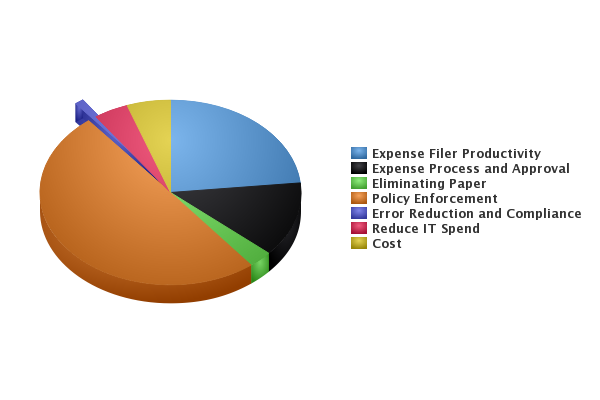 Expense Filer Productivity
Expense Process and Approval
Eliminating Paper
Policy Enforcement
Error Reduction and Compliance
Reduce IT Spend
Cost